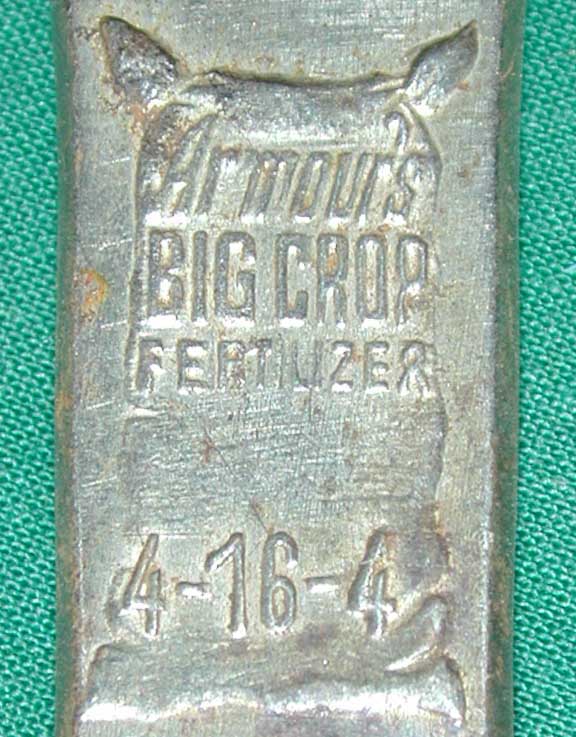 Armour's
BIG CROP
FERTILIZER
4-16-4